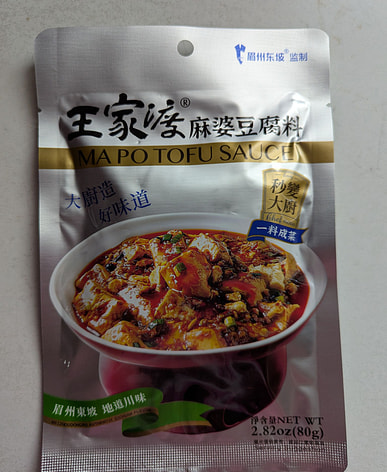 眉州东坡® 监制
王家渡®麻婆豆腐料
MA PO TOFU SAUCE
大厨造
好味道
秒變
大厨
一料成菜
眉州東坡 地道川味
淨含量NET WT
2.82oz(80g)